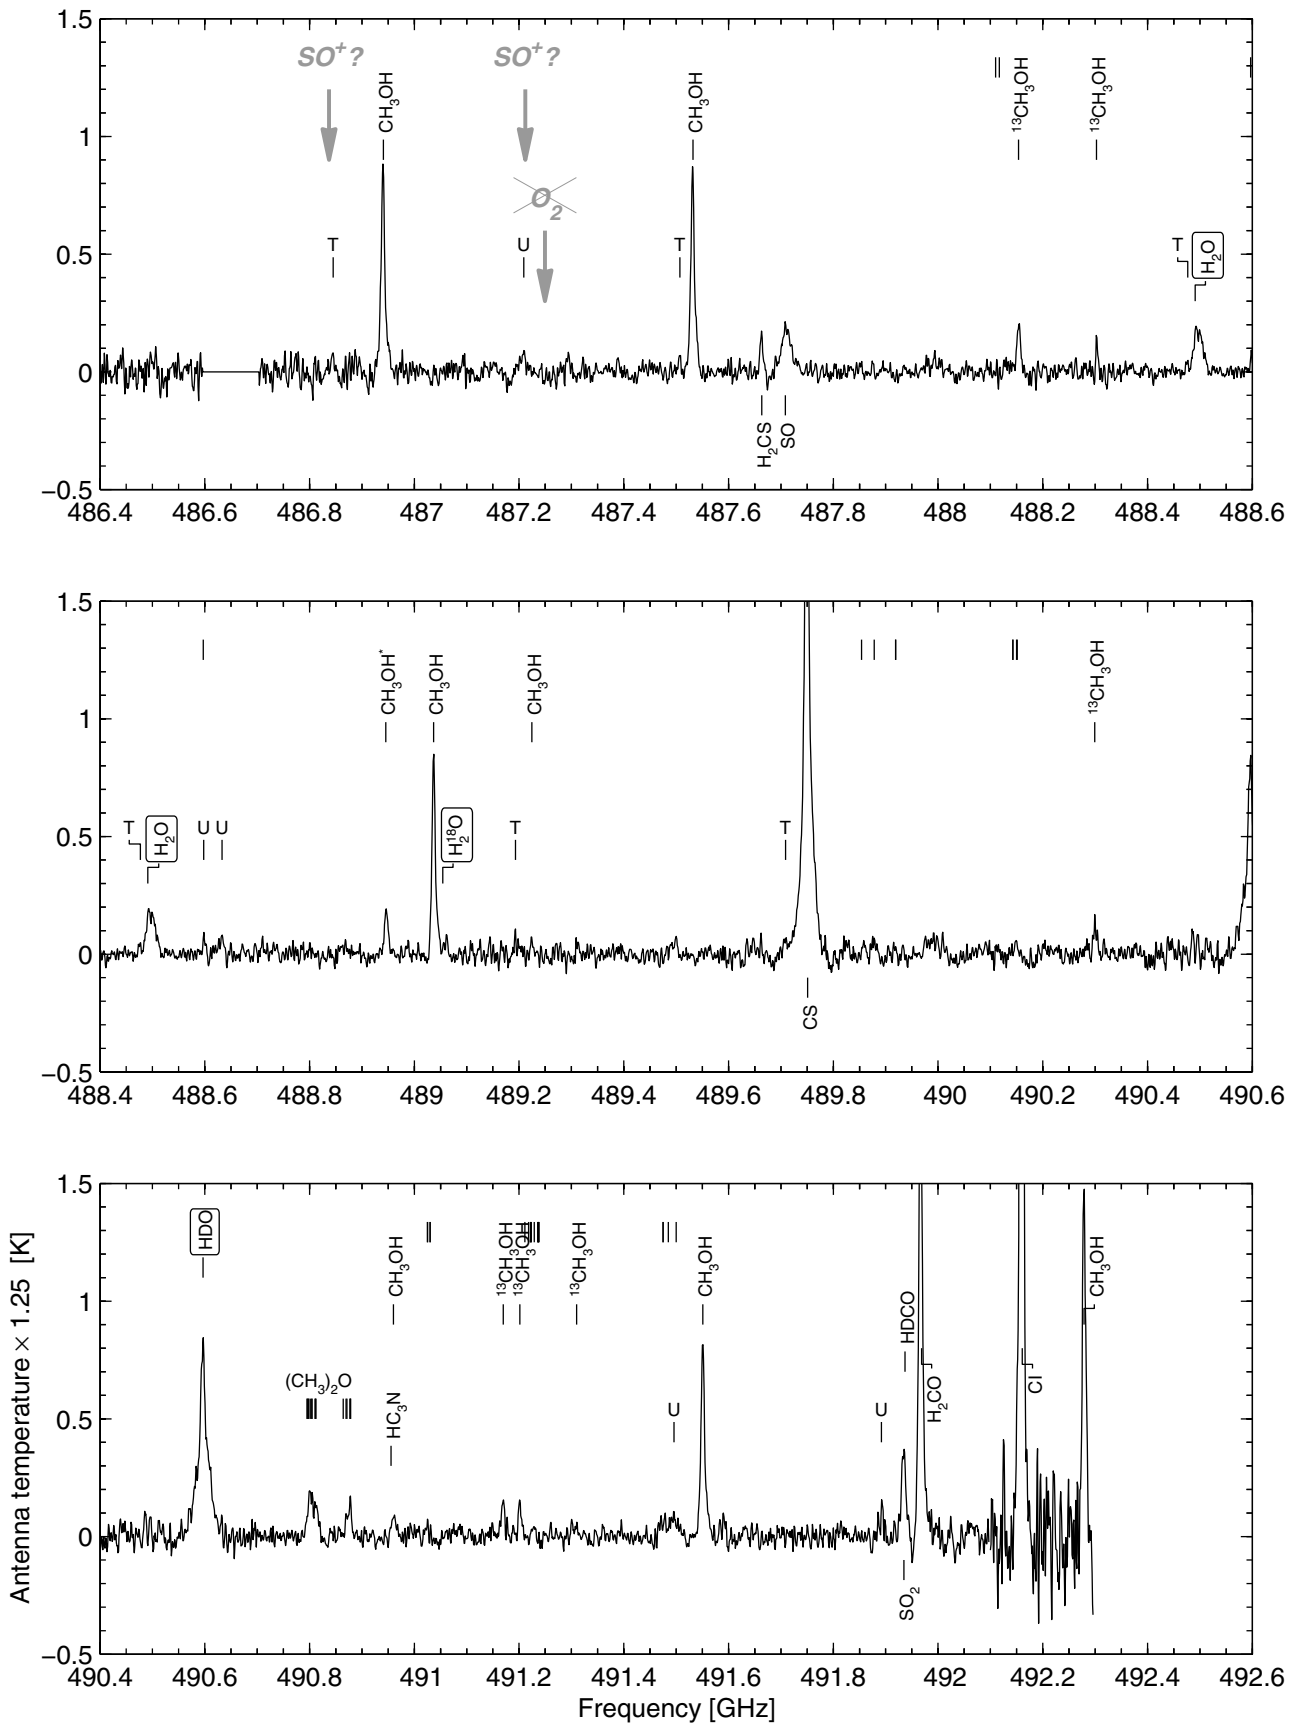 1.5
SO+? SO+?
CH3OH CH3OH 13CH3OH 13CH3OH
1
O2
T U T T H2O
0.5
0
H2CS SO
−0.5
486.4 486.6 486.8 487 487.2 487.4 487.6 487.8 488 488.2 488.4 488.6
1.5
CH3OH* CH3OH CH3OH 13CH3OH
1
T H2O U U H218O T T
0.5
0
CS
−0.5
488.4 488.6 488.8 489 489.2 489.4 489.6 489.8 490 490.2 490.4 490.6
1.5
HDO CH3OH 13CH3OH 13CH3OH 13CH3OH CH3OH CH3OH
1
HDCO
(CH3)2O HC3N U U H2CO CI
0.5
0
SO2
−0.5
490.4 490.6 490.8 491 491.2 491.4 491.6 491.8 492 492.2 492.4 492.6
Antenna temperature × 1.25 [K]
Frequency [GHz]